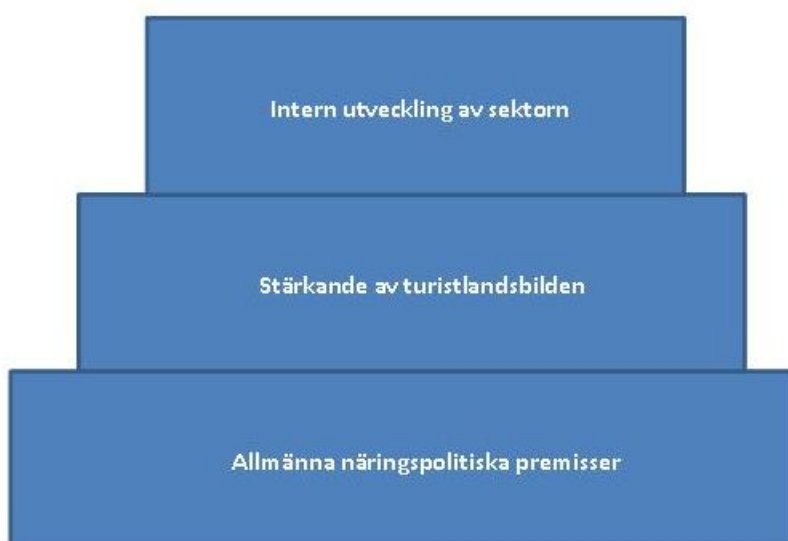 Intern utveckling av sektorn
Stärkande av turistlandsbilden
Allmänna näringspolitiska premisser